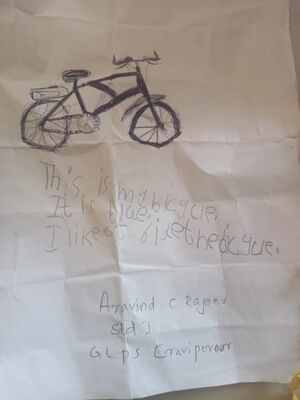 This is my bicycle.
It is blue.
I like to ride the bicycle.
Aravind. C. Rajeev
Std i
GLPS Eraviperoor